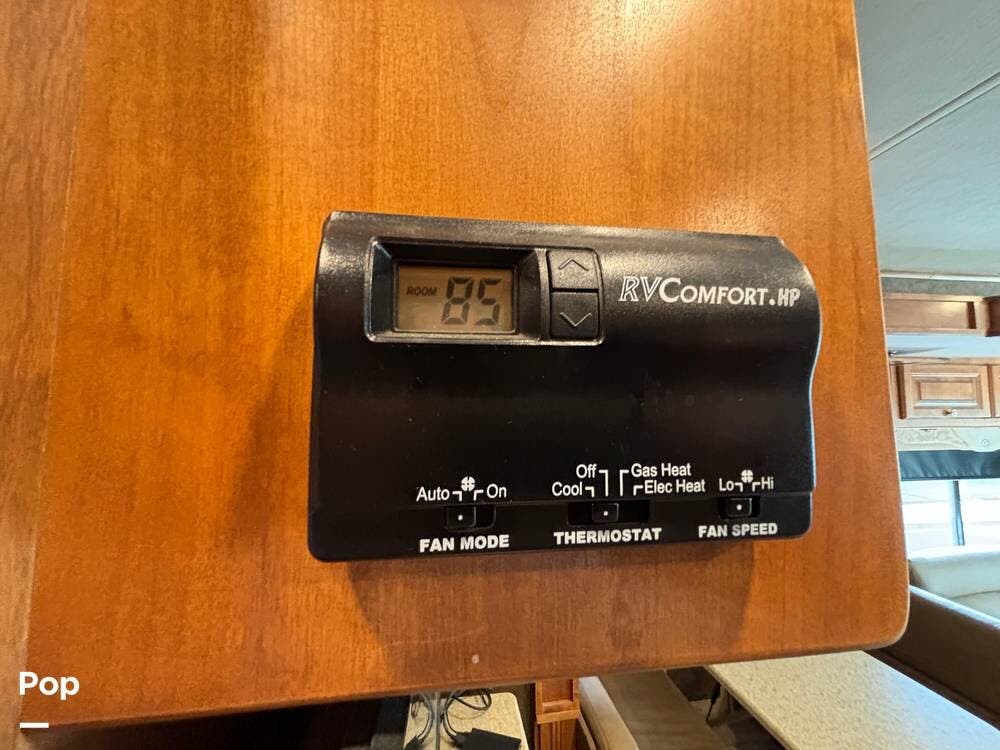 ROOM 85
RVCOMFORT.HP
Off Gas Heat
Auto On Cool Elec Heat Lo Hi
FAN MODE THERMOSTAT FAN SPEED
Pop